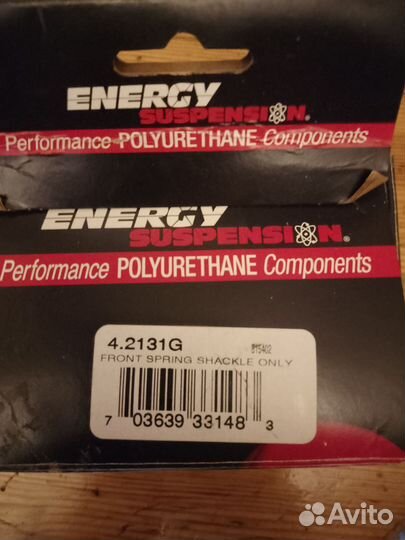 ENERGY
SUSPENSION®
Performance POLYURETHANE Components
ENERGY
SUSPENSION®
Performance POLYURETHANE Components
4.2131G 815402
FRONT SPRING SHACKLE ONLY
7 03639 33148 3
Avito